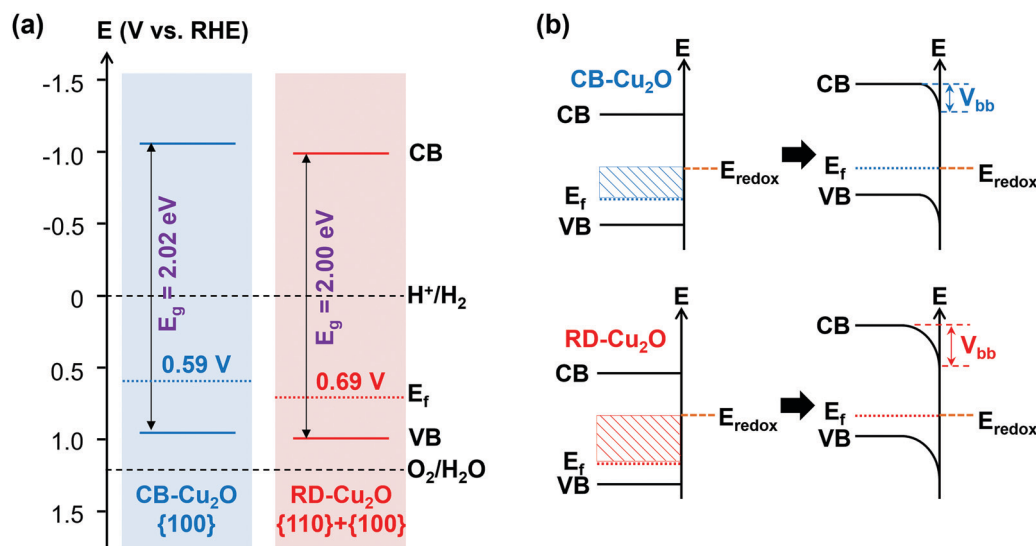 (a)
E (V vs. RHE)
-1.5
-1.0
-0.5
0
0.5
1.0
1.5
E_g = 2.02 eV
E_g = 2.00 eV
0.59 V
0.69 V
CB
H⁺/H₂
E_f
VB
O₂/H₂O
CB-Cu₂O
{100}
RD-Cu₂O
{110}+{100}
(b)
E
CB-Cu₂O
CB
E_redox
E_f
VB
E
CB
V_bb
E_f
E_redox
VB
E
RD-Cu₂O
CB
E_redox
E_f
VB
E
CB
V_bb
E_f
E_redox
VB